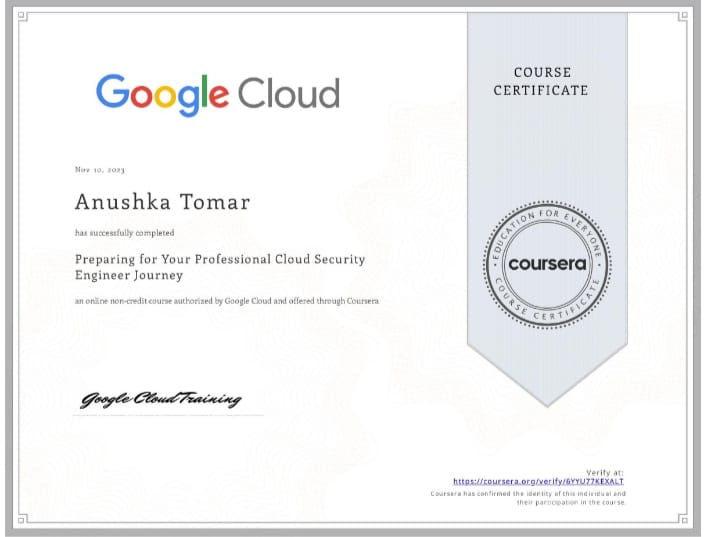 Google Cloud
COURSE
CERTIFICATE
Nov 10, 2023
Anushka Tomar
has successfully completed
Preparing for Your Professional Cloud Security
Engineer Journey
an online non-credit course authorized by Google Cloud and offered through Coursera
EDUCATION FOR EVERYONE
coursera
COURSE CERTIFICATE
Google Cloud Training
Verify at:
https://coursera.org/verify/6YYU77KEXALT
Coursera has confirmed the identity of this individual and
their participation in the course.